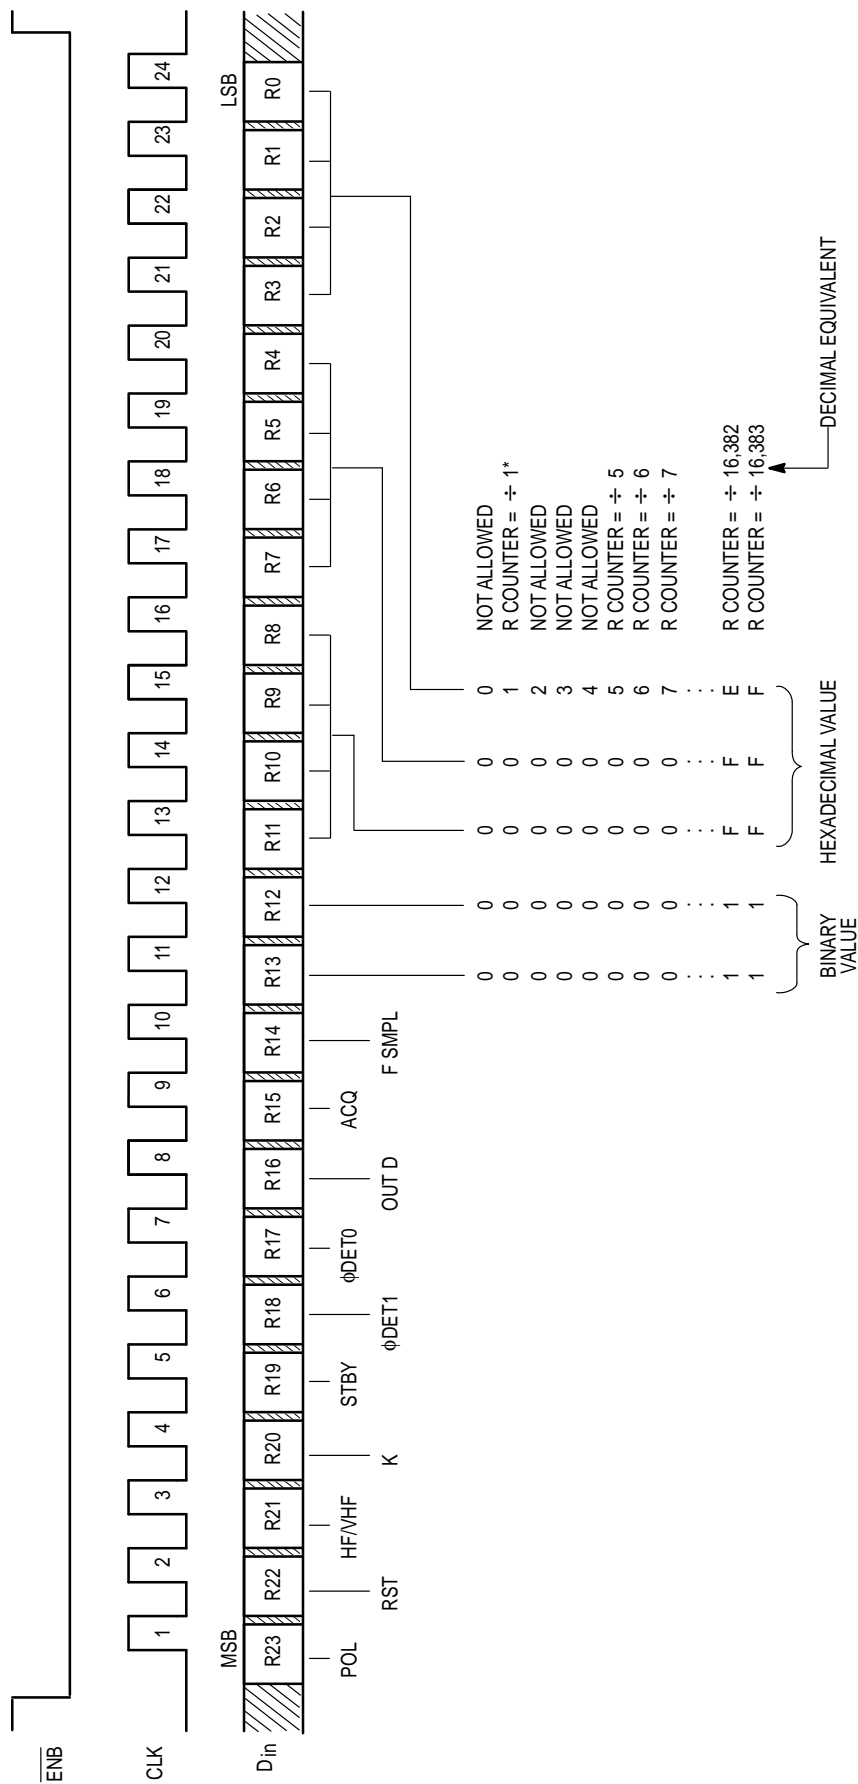 ENB
CLK
1 2 3 4 5 6 7 8 9 10 11 12 13 14 15 16 17 18 19 20 21 22 23 24
MSB LSB
Din
R23 R22 R21 R20 R19 R18 R17 R16 R15 R14 R13 R12 R11 R10 R9 R8 R7 R6 R5 R4 R3 R2 R1 R0
POL HF/VHF STBY ϕDET0 ACQ
RST K ϕDET1 OUT D F SMPL
0 0 0 0 0 NOT ALLOWED
0 0 0 0 1 R COUNTER = ÷ 1*
0 0 0 0 2 NOT ALLOWED
0 0 0 0 3 NOT ALLOWED
0 0 0 0 4 NOT ALLOWED
0 0 0 0 5 R COUNTER = ÷ 5
0 0 0 0 6 R COUNTER = ÷ 6
0 0 0 0 7 R COUNTER = ÷ 7
··· ··· ··· ··· ···
1 1 F F E R COUNTER = ÷ 16,382
1 1 F F F R COUNTER = ÷ 16,383
BINARY HEXADECIMAL VALUE DECIMAL EQUIVALENT
VALUE